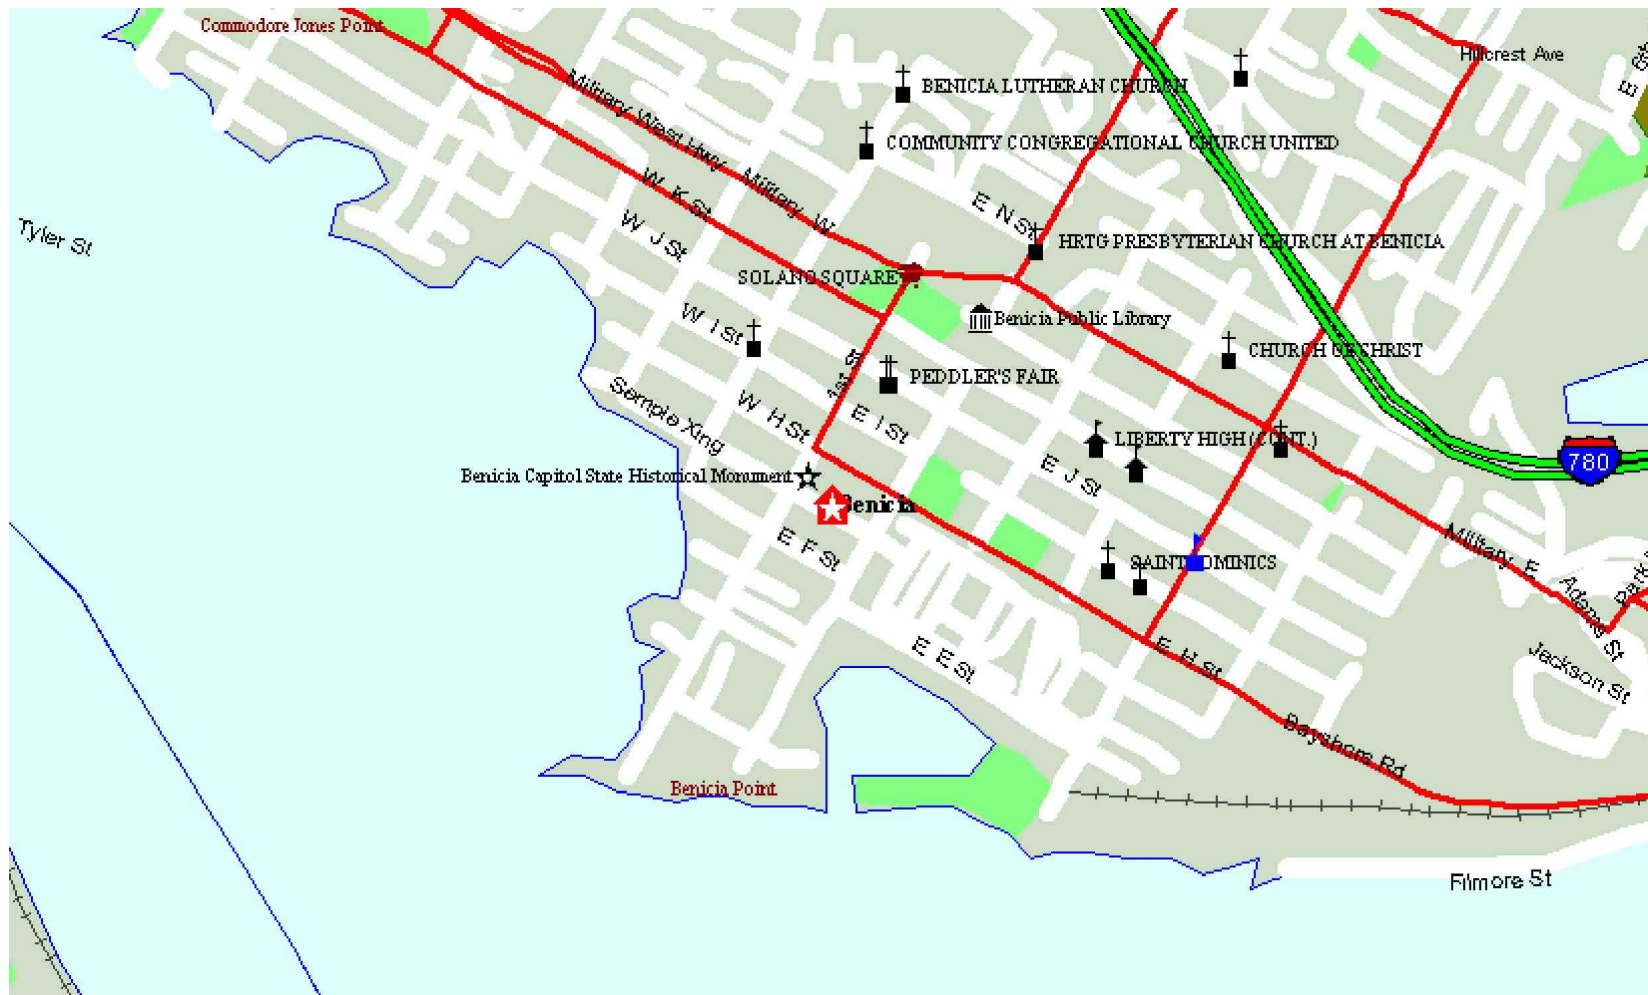 Commodore Jones Point
Hillcrest Ave
BENICIA LUTHERAN CHURCH
Military West Hwy
COMMUNITY CONGREGATIONAL CHURCH UNITED
Military W
W K St
E N St
W J St
Tyler St
HRTG PRESBYTERIAN CHURCH AT BENICIA
SOLANO SQUARE
W I St
Benicia Public Library
CHURCH OF CHRIST
1st St
PEDDLER'S FAIR
Semple Xing
W H St
E I St
LIBERTY HIGH (CONT.)
780
Benicia Capitol State Historical Monument
E J St
Benicia
E F St
Military E
SAINT DOMINICS
Adams St
Park
E E St
E H St
Jackson St
Bayshore Rd
Benicia Point
Filmore St